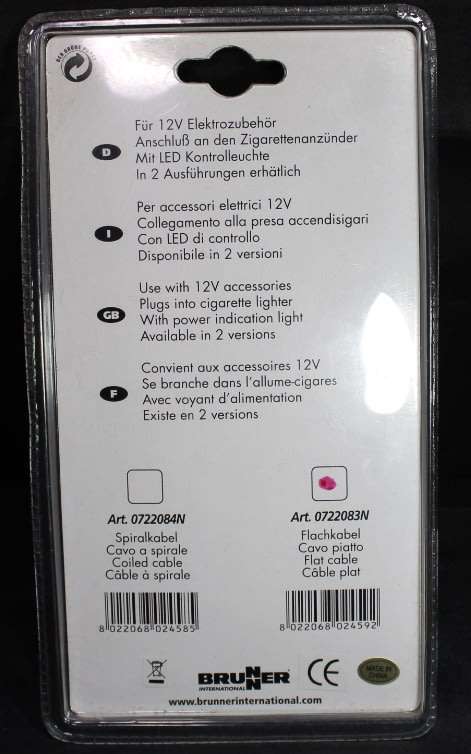 DER GRÜNE PUNKT
D
Für 12V Elektrozubehör
Anschluß an den Zigarettenanzünder
Mit LED Kontrolleuchte
In 2 Ausführungen erhätlich
I
Per accessori elettrici 12V
Collegamento alla presa accendisigari
Con LED di controllo
Disponibile in 2 versioni
GB
Use with 12V accessories
Plugs into cigarette lighter
With power indication light
Available in 2 versions
F
Convient aux accessoires 12V
Se branche dans l'allume-cigares
Avec voyant d'alimentation
Existe en 2 versions
Art. 0722084N
Spiralkabel
Cavo a spirale
Coiled cable
Câble à spirale
8 022068 024585
Art. 0722083N
Flachkabel
Cavo piatto
Flat cable
Câble plat
8 022068 024592
BRUNNER
INTERNATIONAL
CE
MADE IN
CHINA
www.brunnerinternational.com